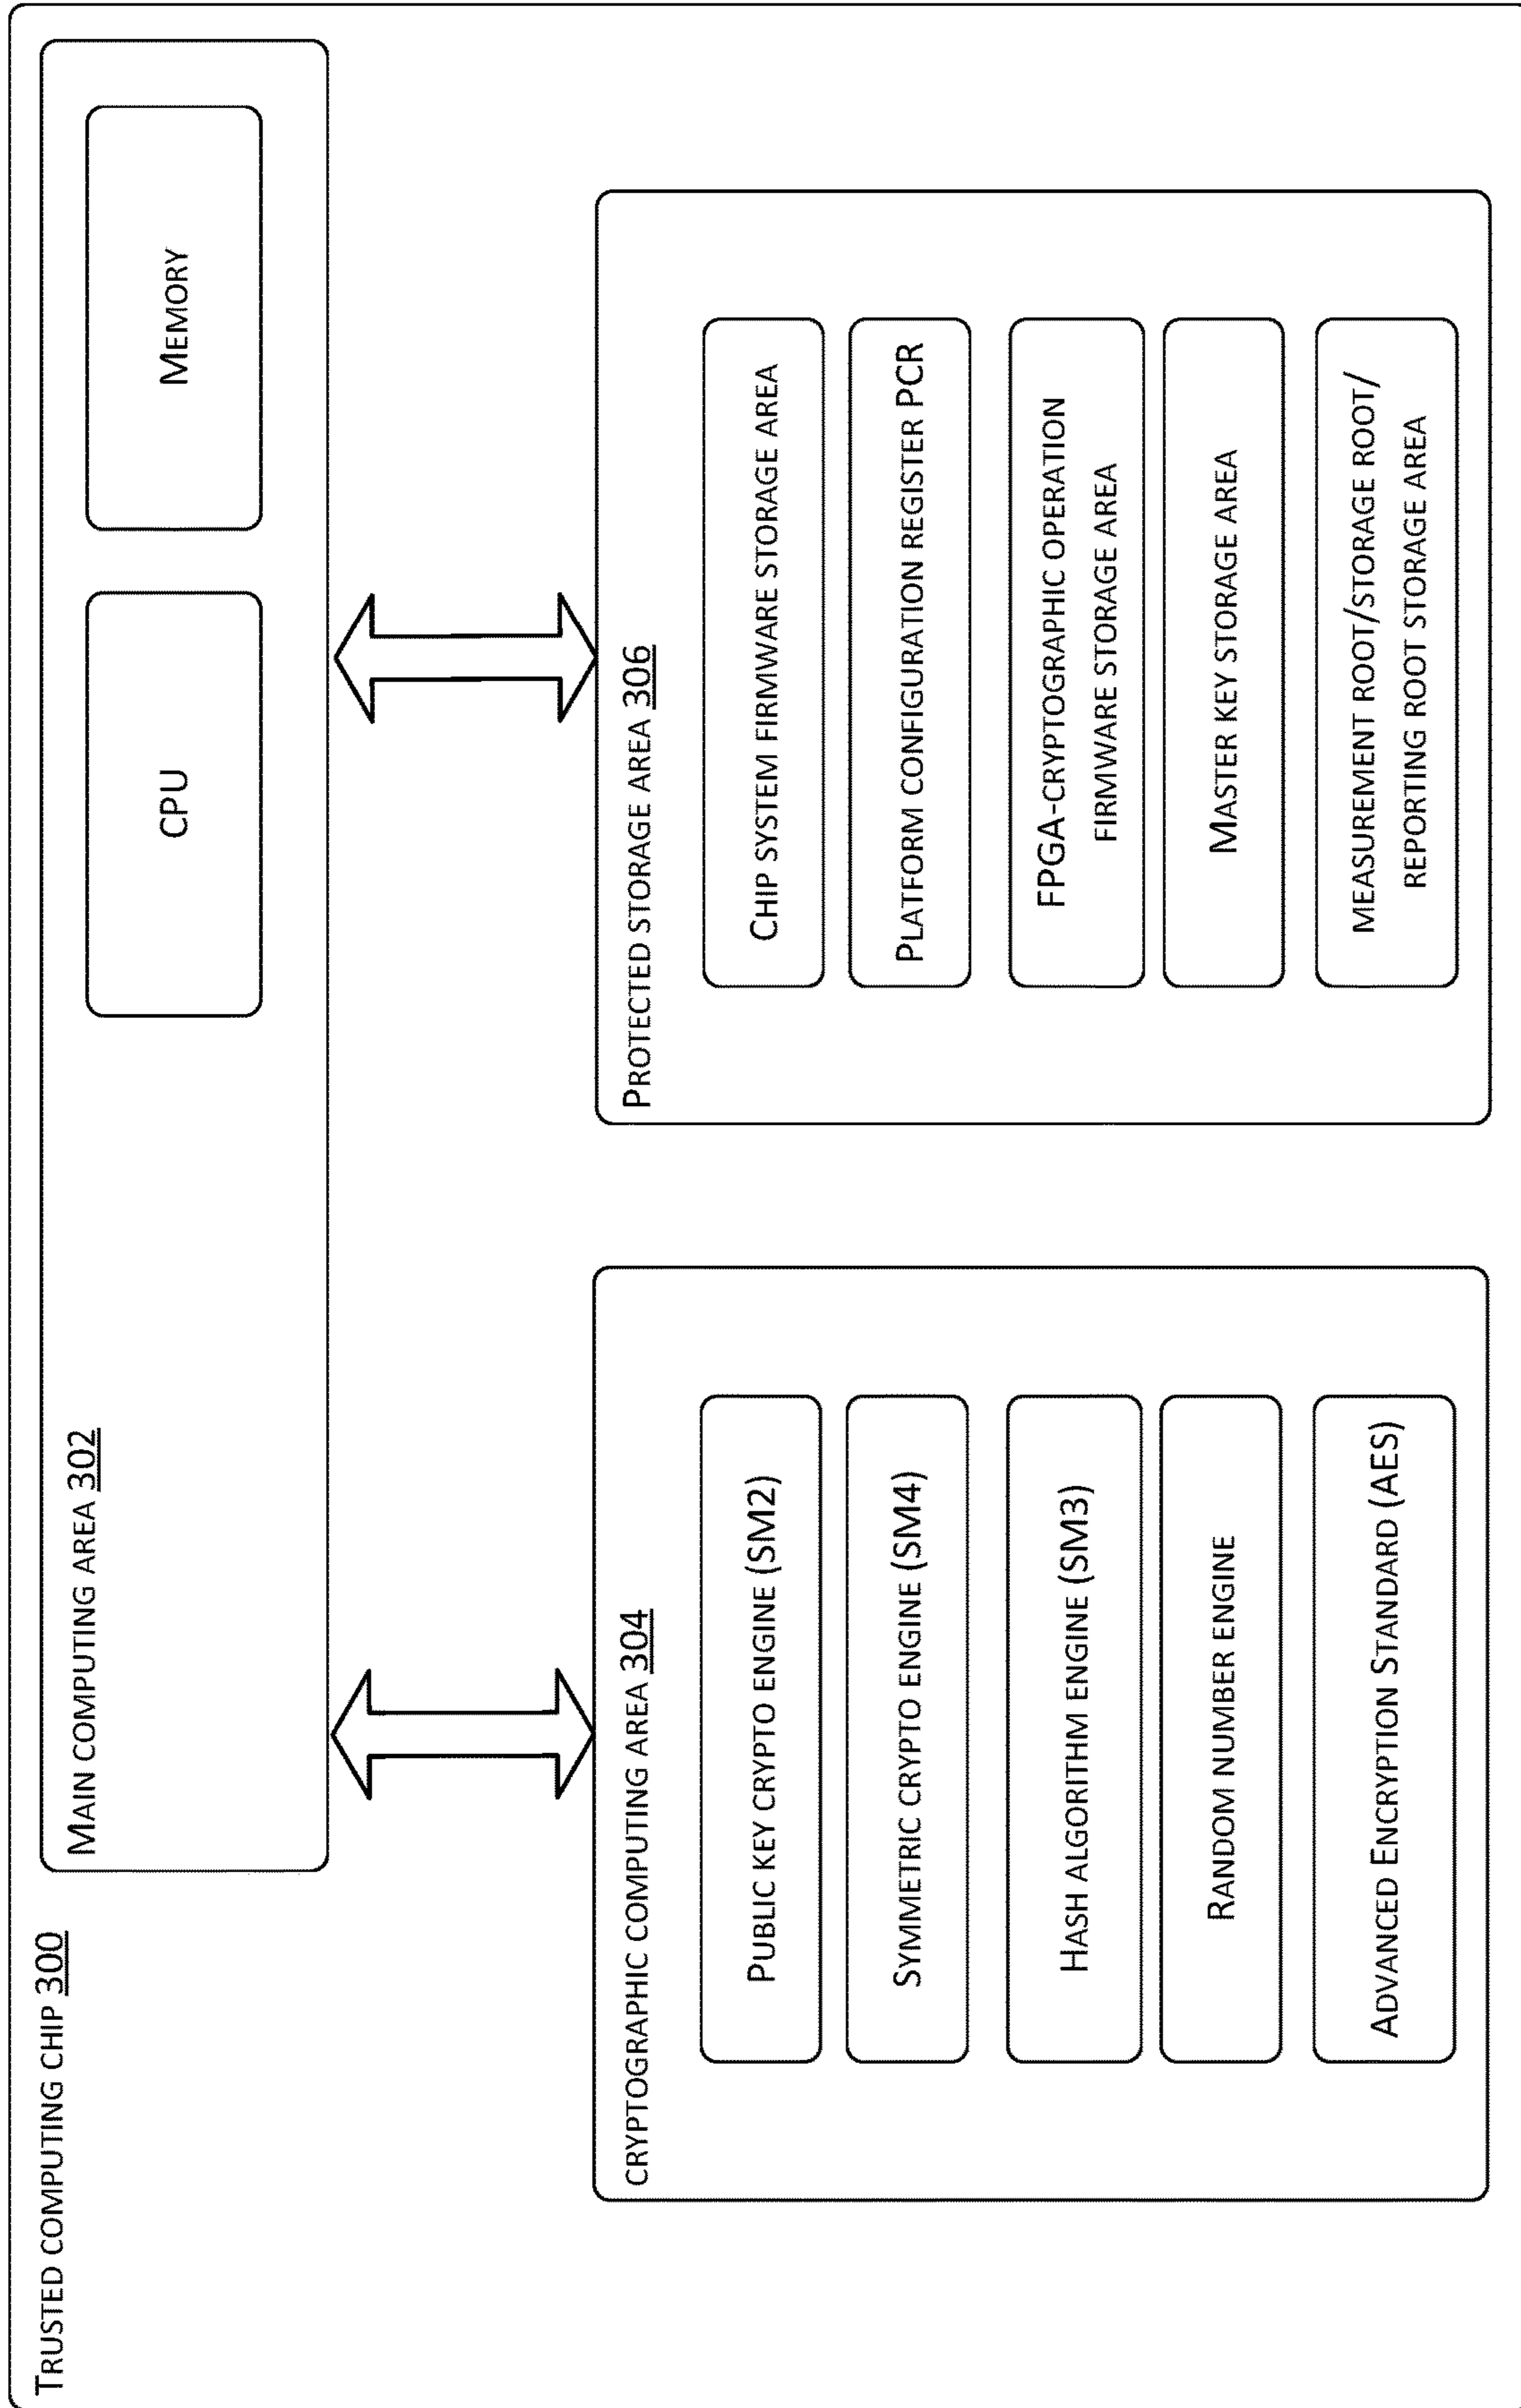 Trusted computing chip 300
Main computing area 302
CPU
Memory
cryptographic computing area 304
Public key crypto engine (SM2)
Symmetric crypto engine (SM4)
Hash algorithm engine (SM3)
Random number engine
Advanced Encryption Standard (AES)
Protected storage area 306
Chip system firmware storage area
Platform configuration register PCR
FPGA-cryptographic operation
firmware storage area
Master key storage area
measurement root/storage root/
reporting root storage area